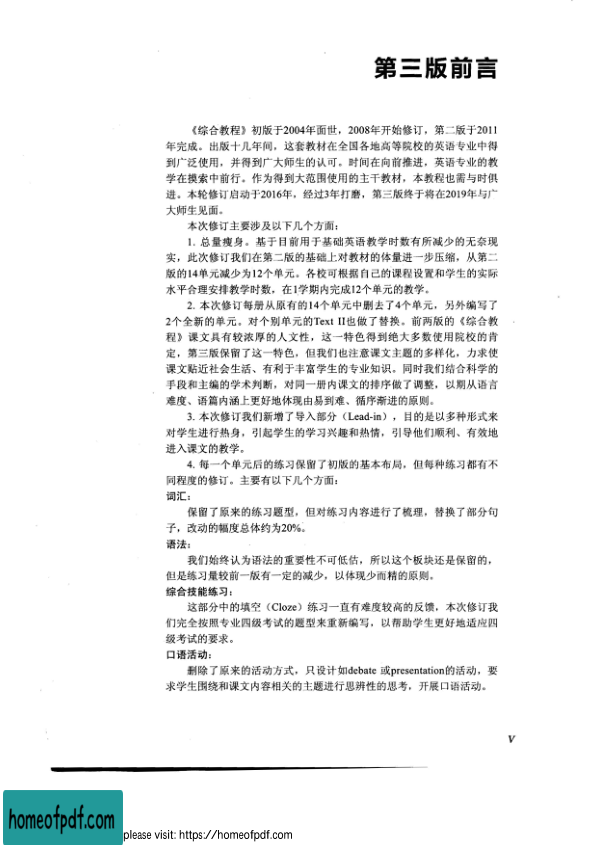 第三版前言
《综合教程》初版于2004年面世，2008年开始修订，第二版于2011
年完成。出版十几年间，这套教材在全国各地高等院校的英语专业中得
到广泛使用，并得到广大师生的认可。时间在向前推进，英语专业的教
学在摸索中前行。作为得到大范围使用的主干教材，本教程也需与时俱
进。本轮修订启动于2016年，经过3年打磨，第三版终于将在2019年与广
大师生见面。
本次修订主要涉及以下几个方面：
1. 总量瘦身。基于目前用于基础英语教学时数有所减少的无奈现
实，此次修订我们在第二版的基础上对教材的体量进一步压缩，从第二
版的14单元减少为12个单元。各校可根据自己的课程设置和学生的实际
水平合理安排教学时数，在1学期内完成12个单元的教学。
2. 本次修订每册从原有的14个单元中删去了4个单元，另外编写了
2个全新的单元。对个别单元的Text II也做了替换。前两版的《综合教
程》课文具有较浓厚的人文性，这一特色得到绝大多数使用院校的肯
定，第三版保留了这一特色，但我们也注意课文主题的多样化，力求使
课文贴近社会生活、有利于丰富学生的专业知识。同时我们结合科学的
手段和主编的学术判断，对同一册内课文的排序做了调整，以期从语言
难度、语篇内涵上更好地体现由易到难、循序渐进的原则。
3. 本次修订我们新增了导入部分（Lead-in），目的是以多种形式来
对学生进行热身，引起学生的学习兴趣和热情，引导他们顺利、有效地
进入课文的教学。
4. 每一个单元后的练习保留了初版的基本布局，但每种练习都有不
同程度的修订。主要有以下几个方面：
词汇：
保留了原来的练习题型，但对练习内容进行了梳理，替换了部分句
子，改动的幅度总体约为20%。
语法：
我们始终认为语法的重要性不可低估，所以这个板块还是保留的，
但是练习量较前一版有一定的减少，以体现少而精的原则。
综合技能练习：
这部分中的填空（Cloze）练习一直有难度较高的反馈，本次修订我
们完全按照专业四级考试的题型来重新编写，以帮助学生更好地适应四
级考试的要求。
口语活动：
删除了原来的活动方式，只设计如debate 或presentation的活动，要
求学生围绕和课文内容相关的主题进行思辨性的思考，开展口语活动。
V
homeofpdf.com
please visit: https://homeofpdf.com